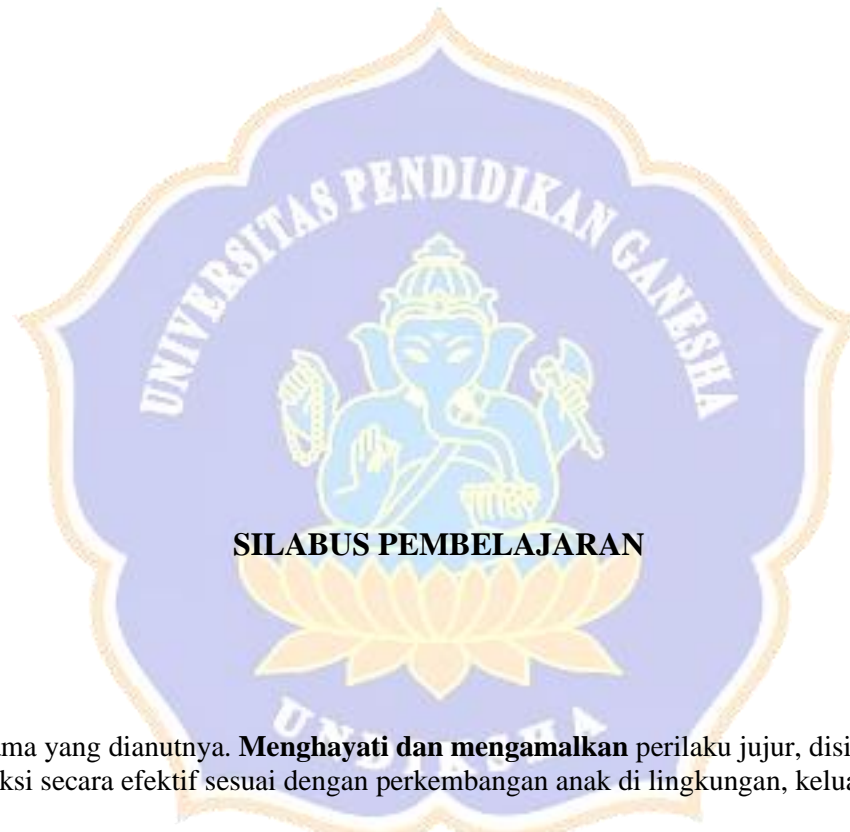 UNIVERSITAS PENDIDIKAN GANESHA
SILABUS PEMBELAJARAN
UNDIKSHA
ama yang dianutnya. Menghayati dan mengamalkan perilaku jujur, disi
ksi secara efektif sesuai dengan perkembangan anak di lingkungan, kelua